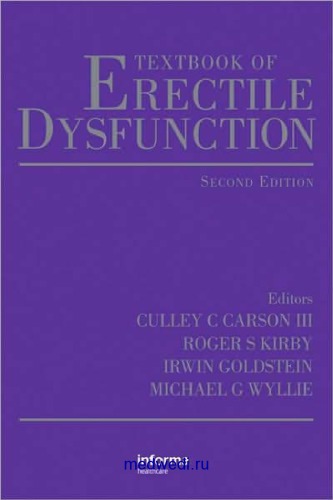 TEXTBOOK OF
ERECTILE
DYSFUNCTION
SECOND EDITION
Editors
CULLEY C CARSON III
ROGER S KIRBY
IRWIN GOLDSTEIN
MICHAEL G WYLLIE
informa
healthcare
medwedi.ru